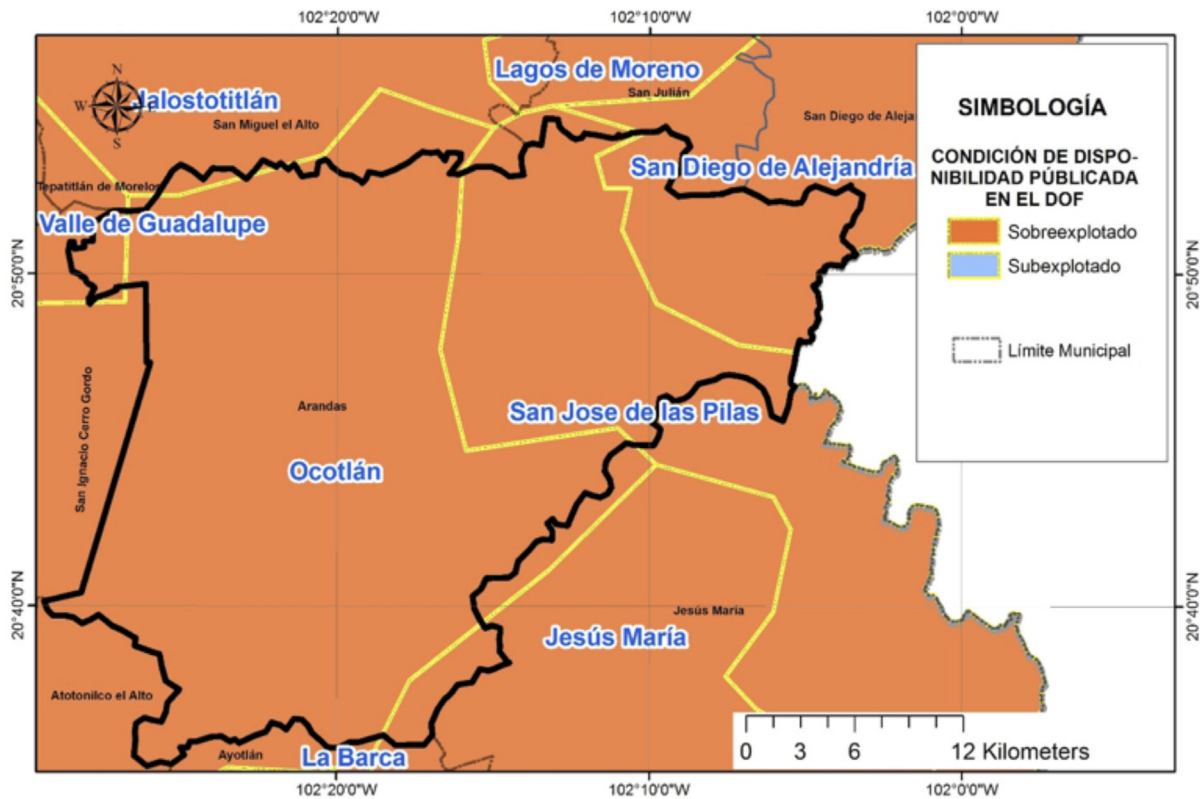 102°20'0"W
102°10'0"W
102°0'0"W
N
W
S
Jalostotitlán
San Miguel el Alto
Lagos de Moreno
San Julián
San Diego de Aleja
Tepatitlán de Morelos
San Diego de Alejandría
Valle de Guadalupe
SIMBOLOGÍA
CONDICIÓN DE DISPO-
NIBILIDAD PÚBLICADA
EN EL DOF
Sobreexplotado
Subexplotado
Límite Municipal
20°50'0"N
20°50'0"N
San Ignacio Cerro Gordo
Arandas
San Jose de las Pilas
Ocotlán
20°40'0"N
20°40'0"N
Jesús María
Jesús María
Atotonilco el Alto
Ayotlán
La Barca
0 3 6 12 Kilometers
102°20'0"W
102°10'0"W
102°0'0"W